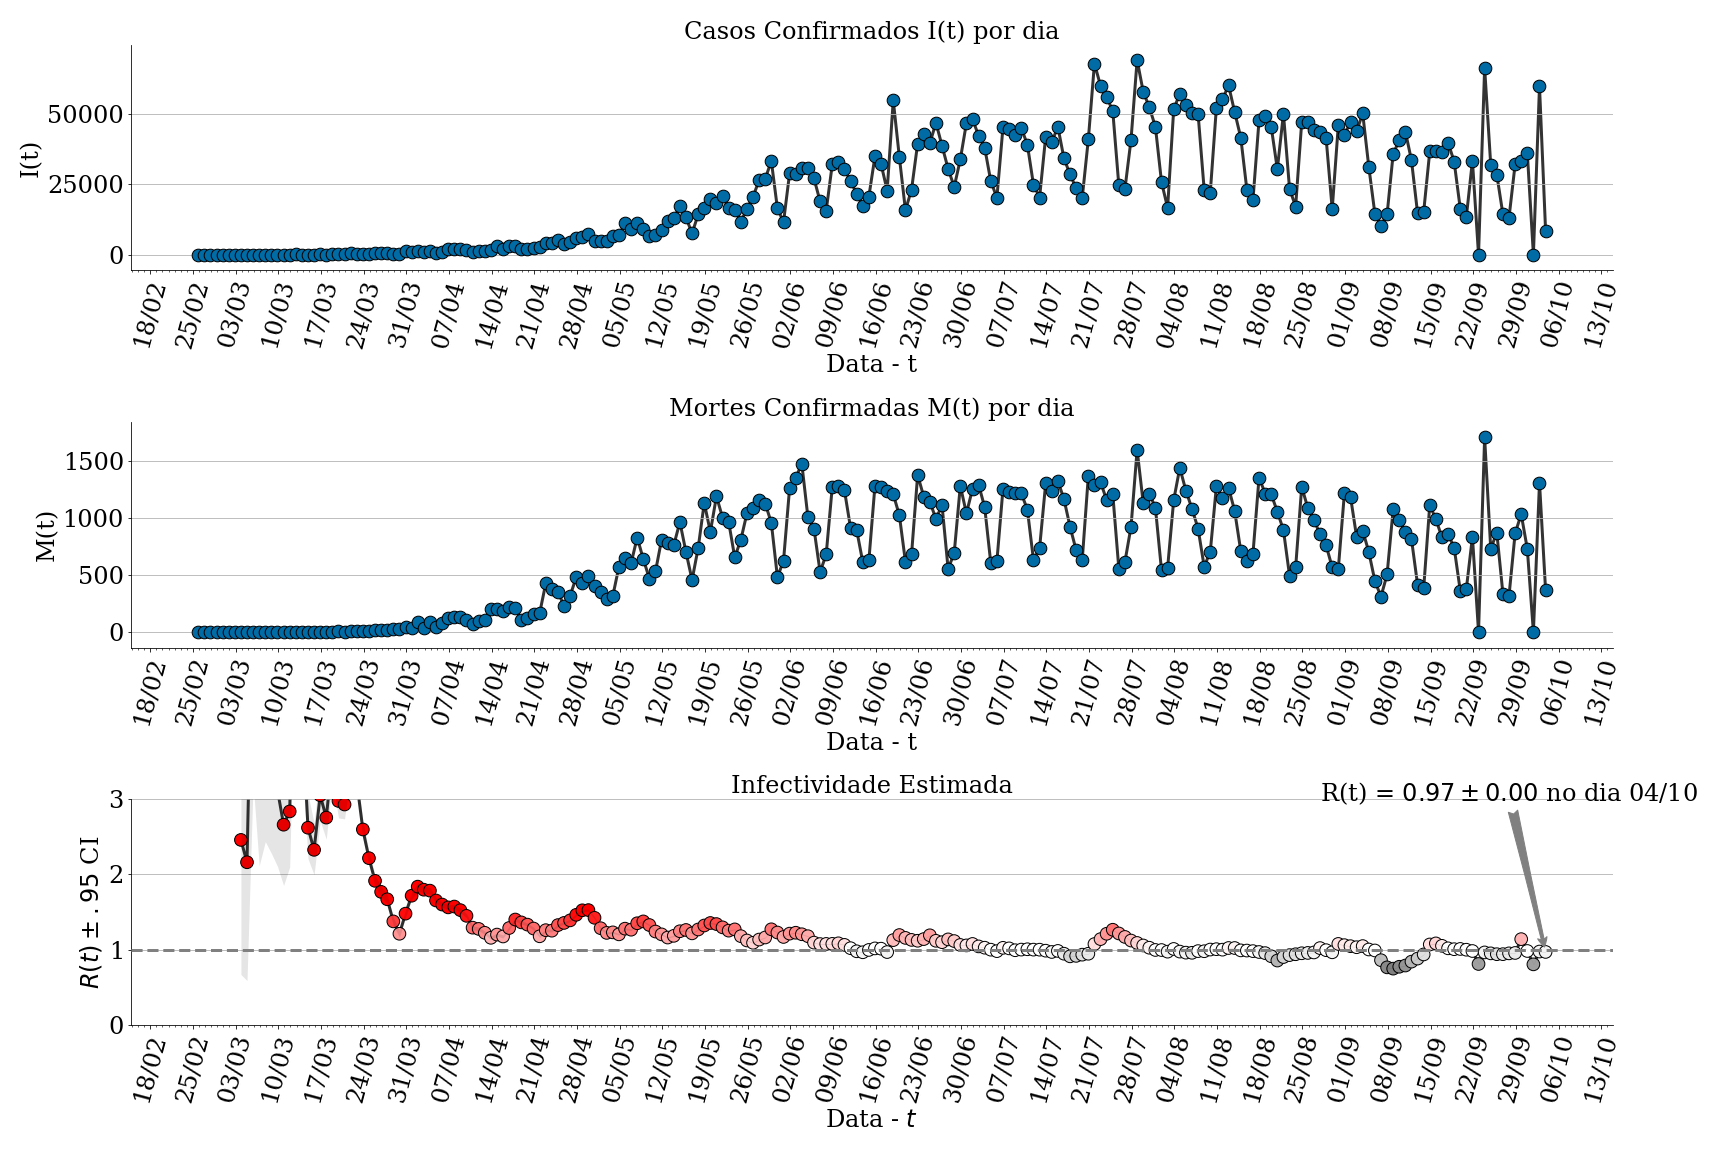 Casos Confirmados I(t) por dia
I(t)
50000
25000
0
18/02 25/02 03/03 10/03 17/03 24/03 31/03 07/04 14/04 21/04 28/04 05/05 12/05 19/05 26/05 02/06 09/06 16/06 23/06 30/06 07/07 14/07 21/07 28/07 04/08 11/08 18/08 25/08 01/09 08/09 15/09 22/09 29/09 06/10 13/10
Data - t
Mortes Confirmadas M(t) por dia
M(t)
1500
1000
500
0
18/02 25/02 03/03 10/03 17/03 24/03 31/03 07/04 14/04 21/04 28/04 05/05 12/05 19/05 26/05 02/06 09/06 16/06 23/06 30/06 07/07 14/07 21/07 28/07 04/08 11/08 18/08 25/08 01/09 08/09 15/09 22/09 29/09 06/10 13/10
Data - t
Infectividade Estimada
R(t) = 0.97 ± 0.00 no dia 04/10
R(t) ± .95 CI
3
2
1
0
18/02 25/02 03/03 10/03 17/03 24/03 31/03 07/04 14/04 21/04 28/04 05/05 12/05 19/05 26/05 02/06 09/06 16/06 23/06 30/06 07/07 14/07 21/07 28/07 04/08 11/08 18/08 25/08 01/09 08/09 15/09 22/09 29/09 06/10 13/10
Data - t